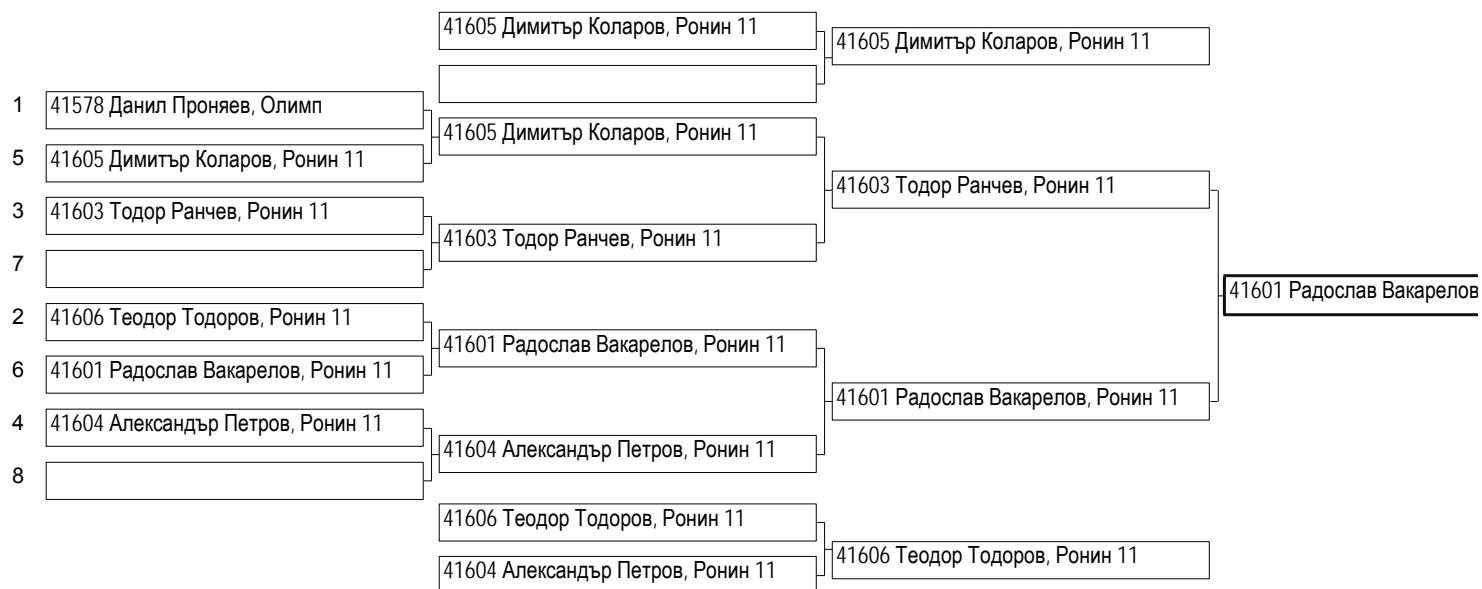 41605 Димитър Коларов, Ронин 11
41605 Димитър Коларов, Ронин 11
1 41578 Данил Проняев, Олимп
41605 Димитър Коларов, Ронин 11
5 41605 Димитър Коларов, Ронин 11
41603 Тодор Ранчев, Ронин 11
3 41603 Тодор Ранчев, Ронин 11
41603 Тодор Ранчев, Ронин 11
7
41601 Радослав Вакарелов
2 41606 Теодор Тодоров, Ронин 11
41601 Радослав Вакарелов, Ронин 11
6 41601 Радослав Вакарелов, Ронин 11
41601 Радослав Вакарелов, Ронин 11
4 41604 Александър Петров, Ронин 11
41604 Александър Петров, Ронин 11
8
41606 Теодор Тодоров, Ронин 11
41606 Теодор Тодоров, Ронин 11
41604 Александър Петров, Ронин 11